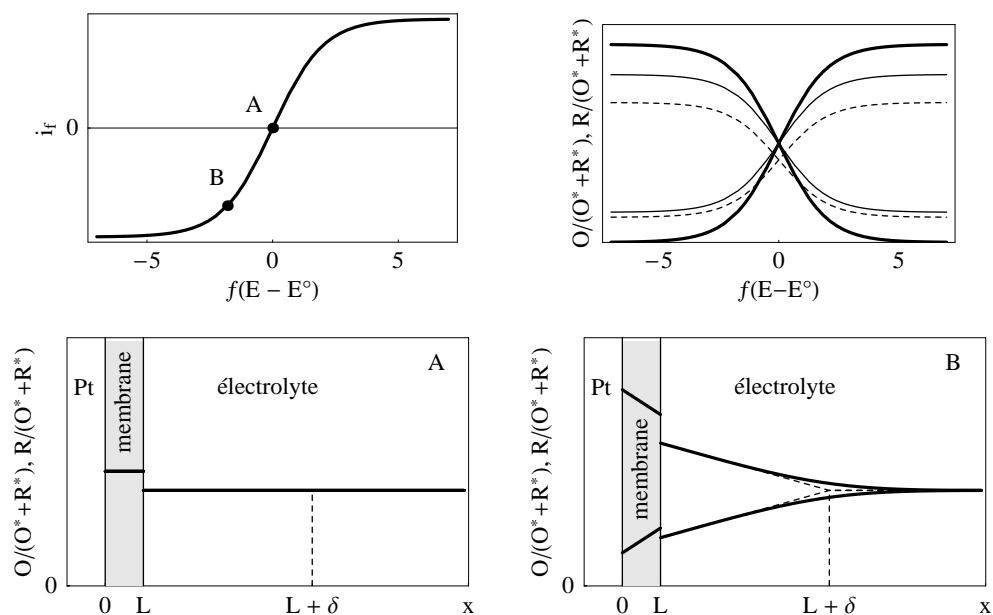 A
B
i_f
0
−5
0
5
f(E − E°)
O/(O*+R*), R/(O*+R*)
−5
0
5
f(E−E°)
A
Pt
membrane
électrolyte
O/(O*+R*), R/(O*+R*)
0
0
L
L + δ
x
B
Pt
membrane
électrolyte
O/(O*+R*), R/(O*+R*)
0
0
L
L + δ
x